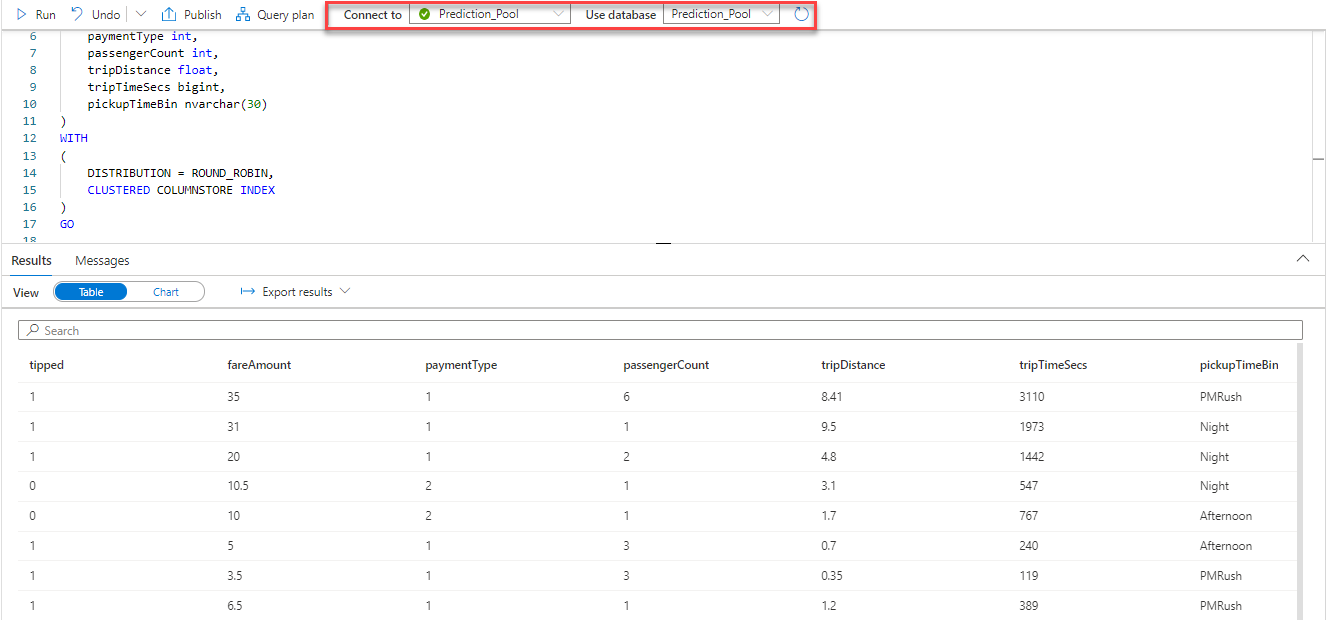 Run Undo Publish Query plan Connect to Prediction_Pool Use database Prediction_Pool
6 paymentType int,
7 passengerCount int,
8 tripDistance float,
9 tripTimeSecs bigint,
10 pickupTimeBin nvarchar(30)
11 )
12 WITH
13 (
14 DISTRIBUTION = ROUND_ROBIN,
15 CLUSTERED COLUMNSTORE INDEX
16 )
17 GO
18
Results Messages
View Table Chart Export results
Search
tipped fareAmount paymentType passengerCount tripDistance tripTimeSecs pickupTimeBin
1 35 1 6 8.41 3110 PMRush
1 31 1 1 9.5 1973 Night
1 20 1 2 4.8 1442 Night
0 10.5 2 1 3.1 547 Night
0 10 2 1 1.7 767 Afternoon
1 5 1 3 0.7 240 Afternoon
1 3.5 1 3 0.35 119 PMRush
1 6.5 1 1 1.2 389 PMRush